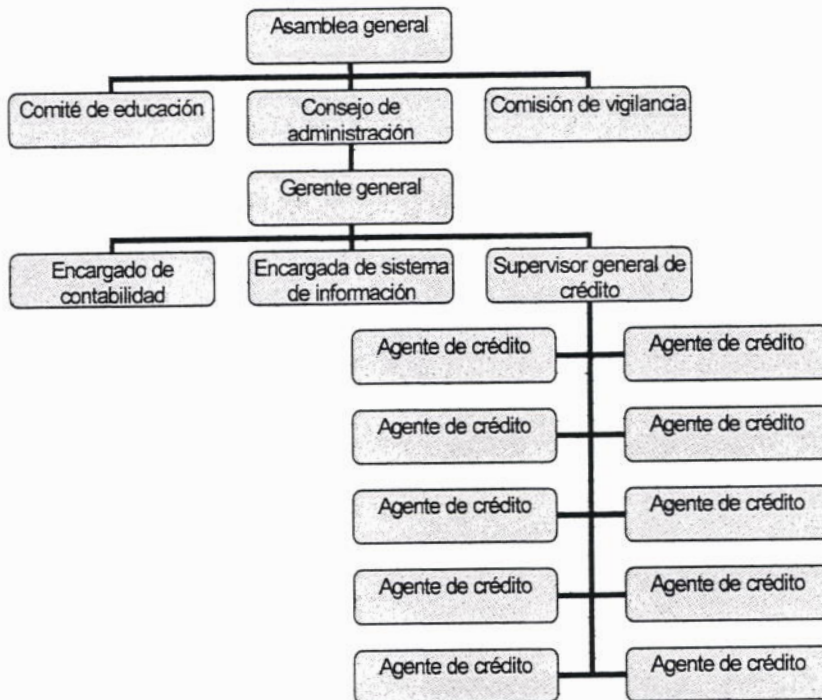 Asamblea general
Comité de educación
Consejo de
administración
Comisión de vigilancia
Gerente general
Encargado de
contabilidad
Encargada de sistema
de información
Supervisor general de
crédito
Agente de crédito
Agente de crédito
Agente de crédito
Agente de crédito
Agente de crédito
Agente de crédito
Agente de crédito
Agente de crédito
Agente de crédito
Agente de crédito